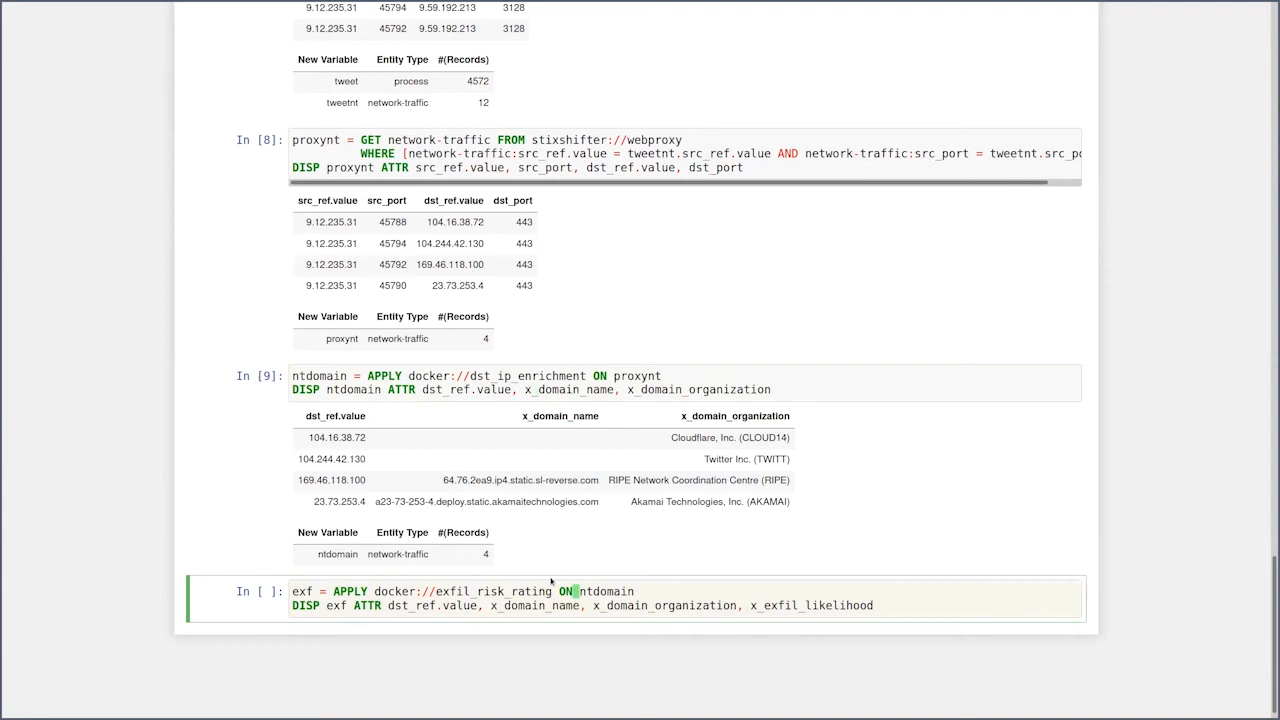 9.12.235.31 45794 9.59.192.213 3128
9.12.235.31 45792 9.59.192.213 3128
New Variable Entity Type #(Records)
tweet process 4572
tweetnt network-traffic 12
In [8]: proxynt = GET network-traffic FROM stixshifter://webproxy
WHERE [network-traffic:src_ref.value = tweetnt.src_ref.value AND network-traffic:src_port = tweetnt.src_po
DISP proxynt ATTR src_ref.value, src_port, dst_ref.value, dst_port
src_ref.value src_port dst_ref.value dst_port
9.12.235.31 45788 104.16.38.72 443
9.12.235.31 45794 104.244.42.130 443
9.12.235.31 45792 169.46.118.100 443
9.12.235.31 45790 23.73.253.4 443
New Variable Entity Type #(Records)
proxynt network-traffic 4
In [9]: ntdomain = APPLY docker://dst_ip_enrichment ON proxynt
DISP ntdomain ATTR dst_ref.value, x_domain_name, x_domain_organization
dst_ref.value x_domain_name x_domain_organization
104.16.38.72 Cloudflare, Inc. (CLOUD14)
104.244.42.130 Twitter Inc. (TWITT)
169.46.118.100 64.76.2ea9.ip4.static.sl-reverse.com RIPE Network Coordination Centre (RIPE)
23.73.253.4 a23-73-253-4.deploy.static.akamaitechnologies.com Akamai Technologies, Inc. (AKAMAI)
New Variable Entity Type #(Records)
ntdomain network-traffic 4
In [ ]: exf = APPLY docker://exfil_risk_rating ON ntdomain
DISP exf ATTR dst_ref.value, x_domain_name, x_domain_organization, x_exfil_likelihood